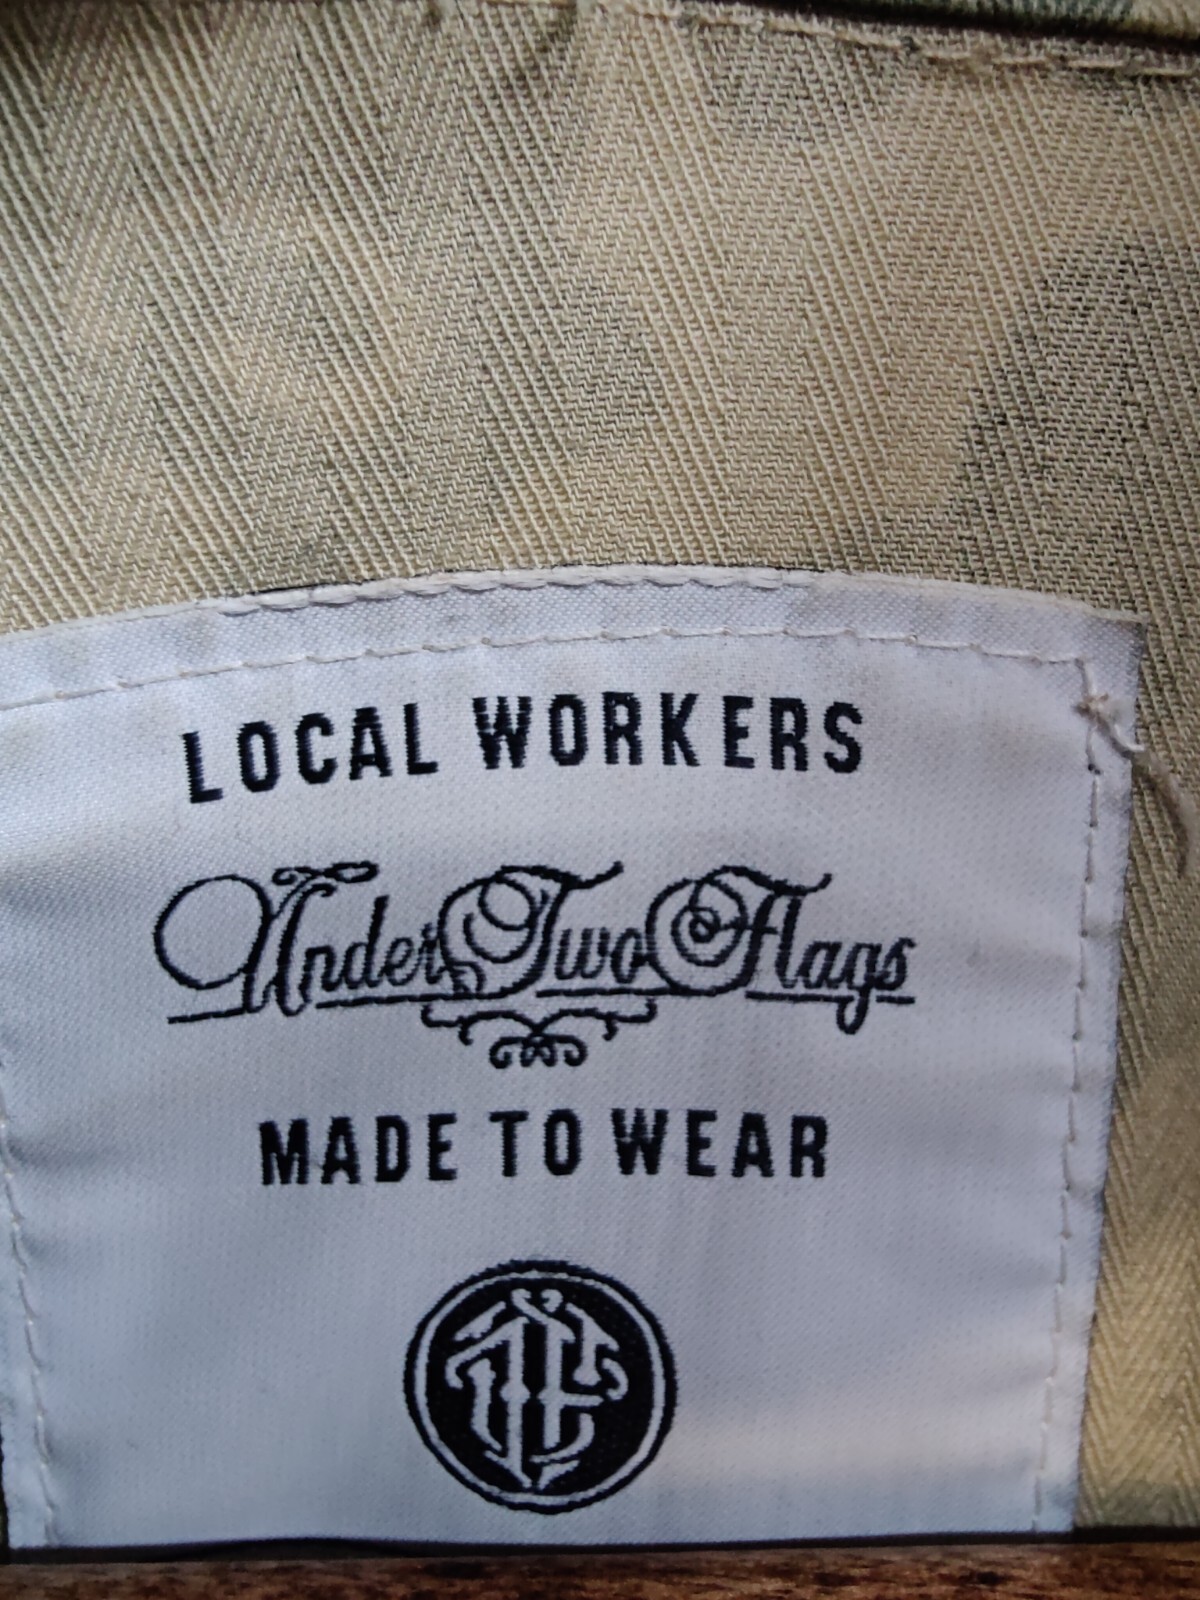 LOCAL WORKERS
Under Two Flags
MADE TO WEAR